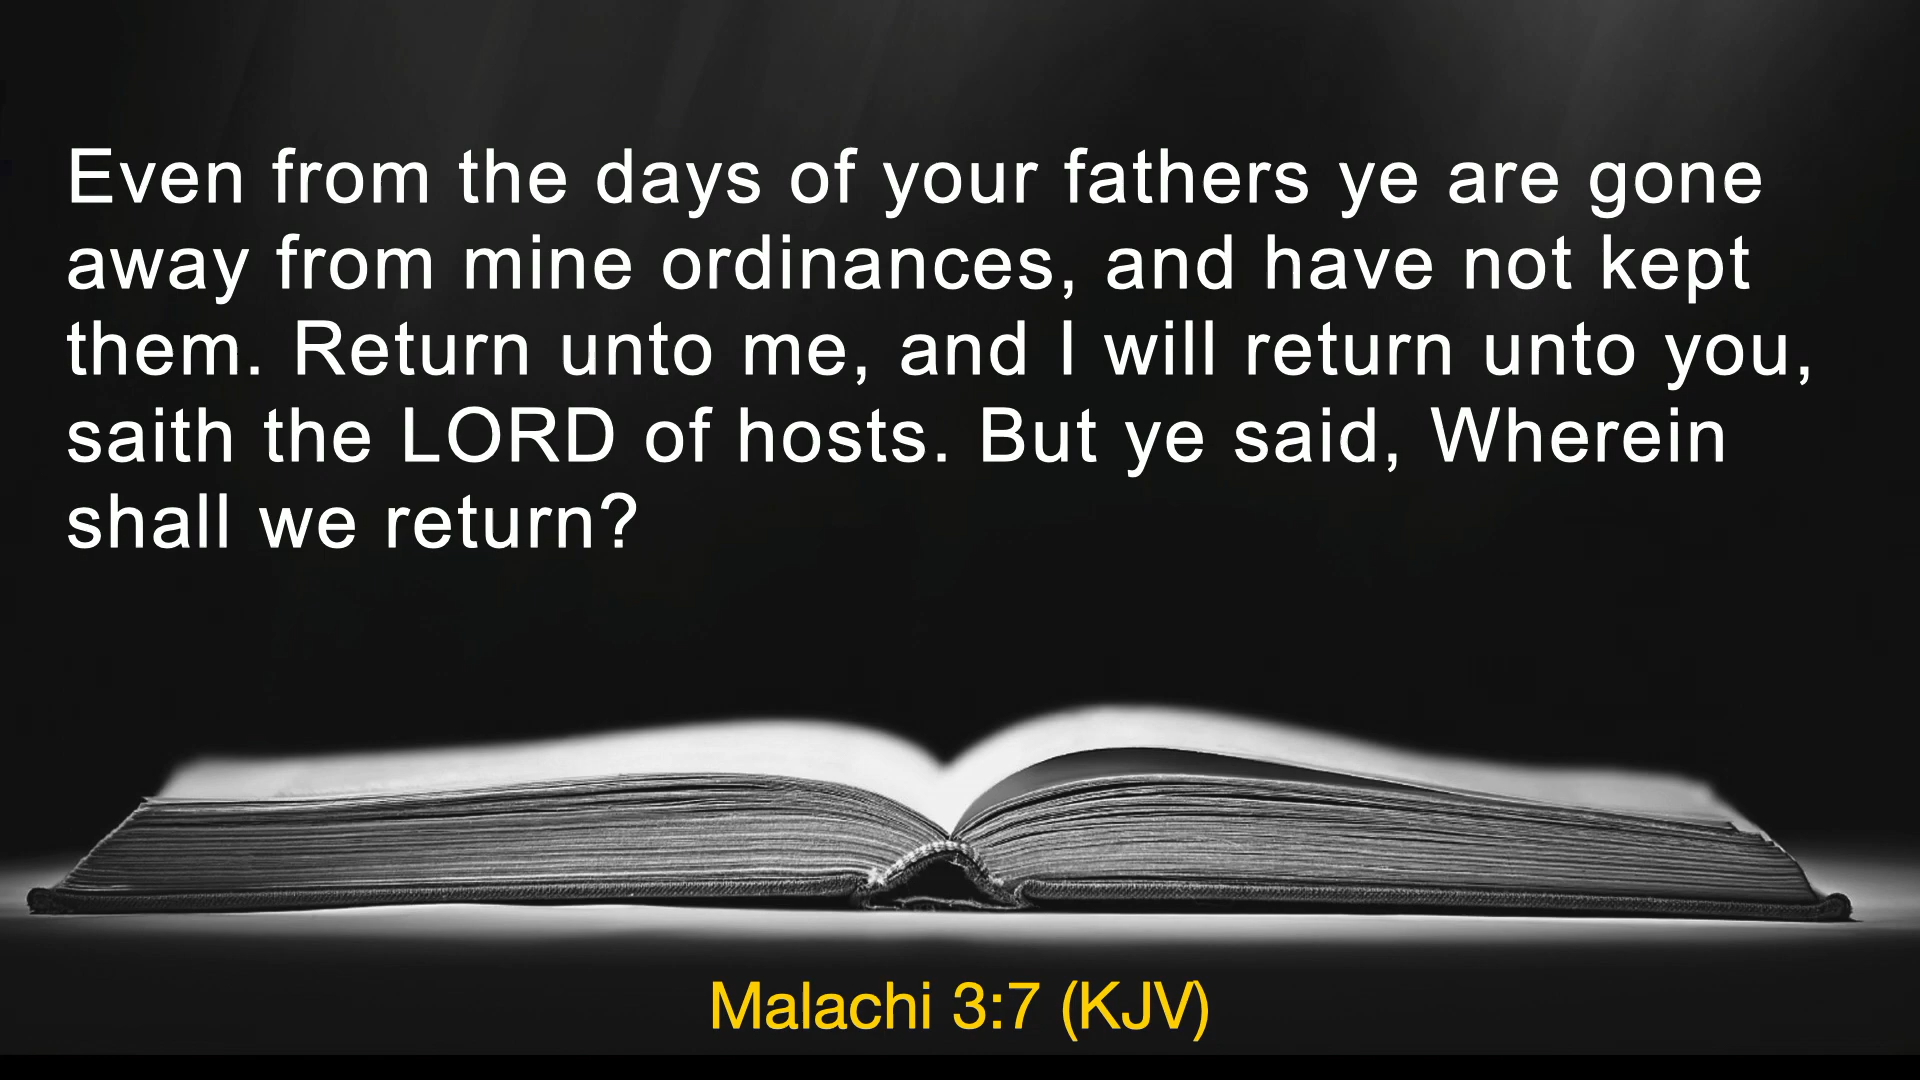 Even from the days of your fathers ye are gone
away from mine ordinances, and have not kept
them. Return unto me, and I will return unto you,
saith the LORD of hosts. But ye said, Wherein
shall we return?
Malachi 3:7 (KJV)